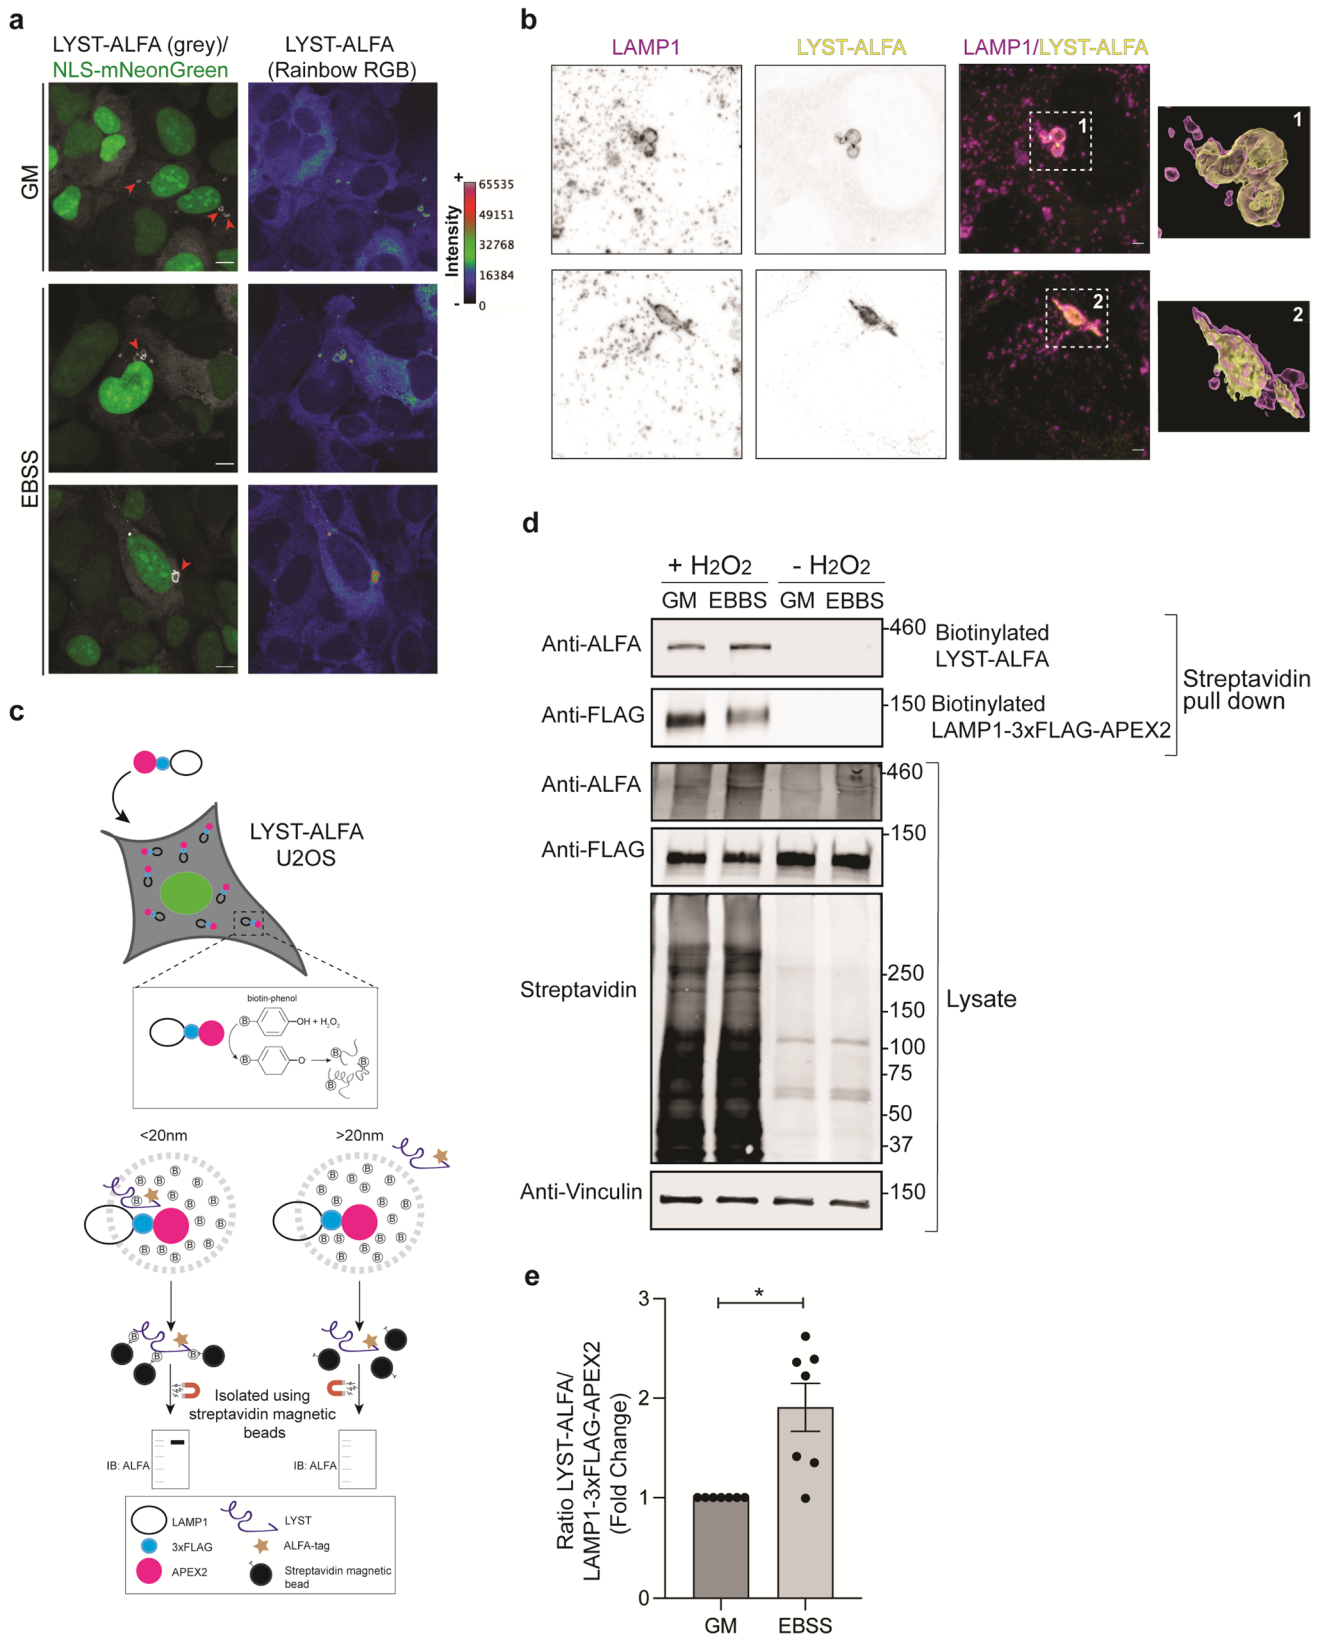 a
LYST-ALFA (grey)/
NLS-mNeonGreen
LYST-ALFA
(Rainbow RGB)
GM
EBSS
+
Intensity
-
65535
49151
32768
16384
0
b
LAMP1
LYST-ALFA
LAMP1/LYST-ALFA
1
1
2
2
c
LYST-ALFA
U2OS
biotin-phenol
B
OH + H2O2
B
O·
B
B
B
<20nm
>20nm
B B B B B B B B B B B B B B B
B B B B B B B B B B B B B B B
B
B
B
B
Isolated using
streptavidin magnetic
beads
IB: ALFA
IB: ALFA
LAMP1
LYST
3xFLAG
ALFA-tag
APEX2
Streptavidin magnetic
bead
d
+ H2O2
- H2O2
GM EBBS GM EBBS
Anti-ALFA
-460
Biotinylated
LYST-ALFA
Anti-FLAG
-150
Biotinylated
LAMP1-3xFLAG-APEX2
Streptavidin
pull down
Anti-ALFA
-460
Anti-FLAG
-150
Streptavidin
-250
-150
-100
-75
-50
-37
Anti-Vinculin
-150
Lysate
e
Ratio LYST-ALFA/
LAMP1-3xFLAG-APEX2
(Fold Change)
3
2
1
0
*
GM
EBSS